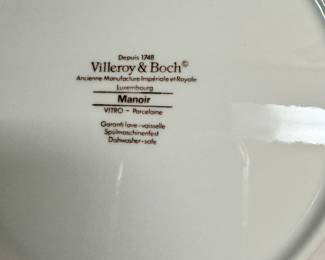 Depuis 1748
Villeroy & Boch©
Ancienne Manufacture Impériale et Royale
Luxembourg
Manoir
VITRO - Porcelaine
Garanti lave-vaisselle
Spülmaschinenfest
Dishwasher-safe